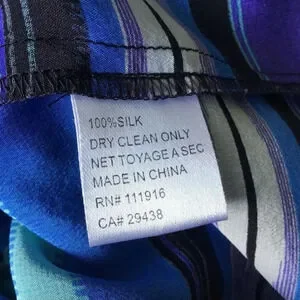 100%SILK
DRY CLEAN ONLY
NET TOYAGE A SEC
MADE IN CHINA
RN# 111916
CA# 29438